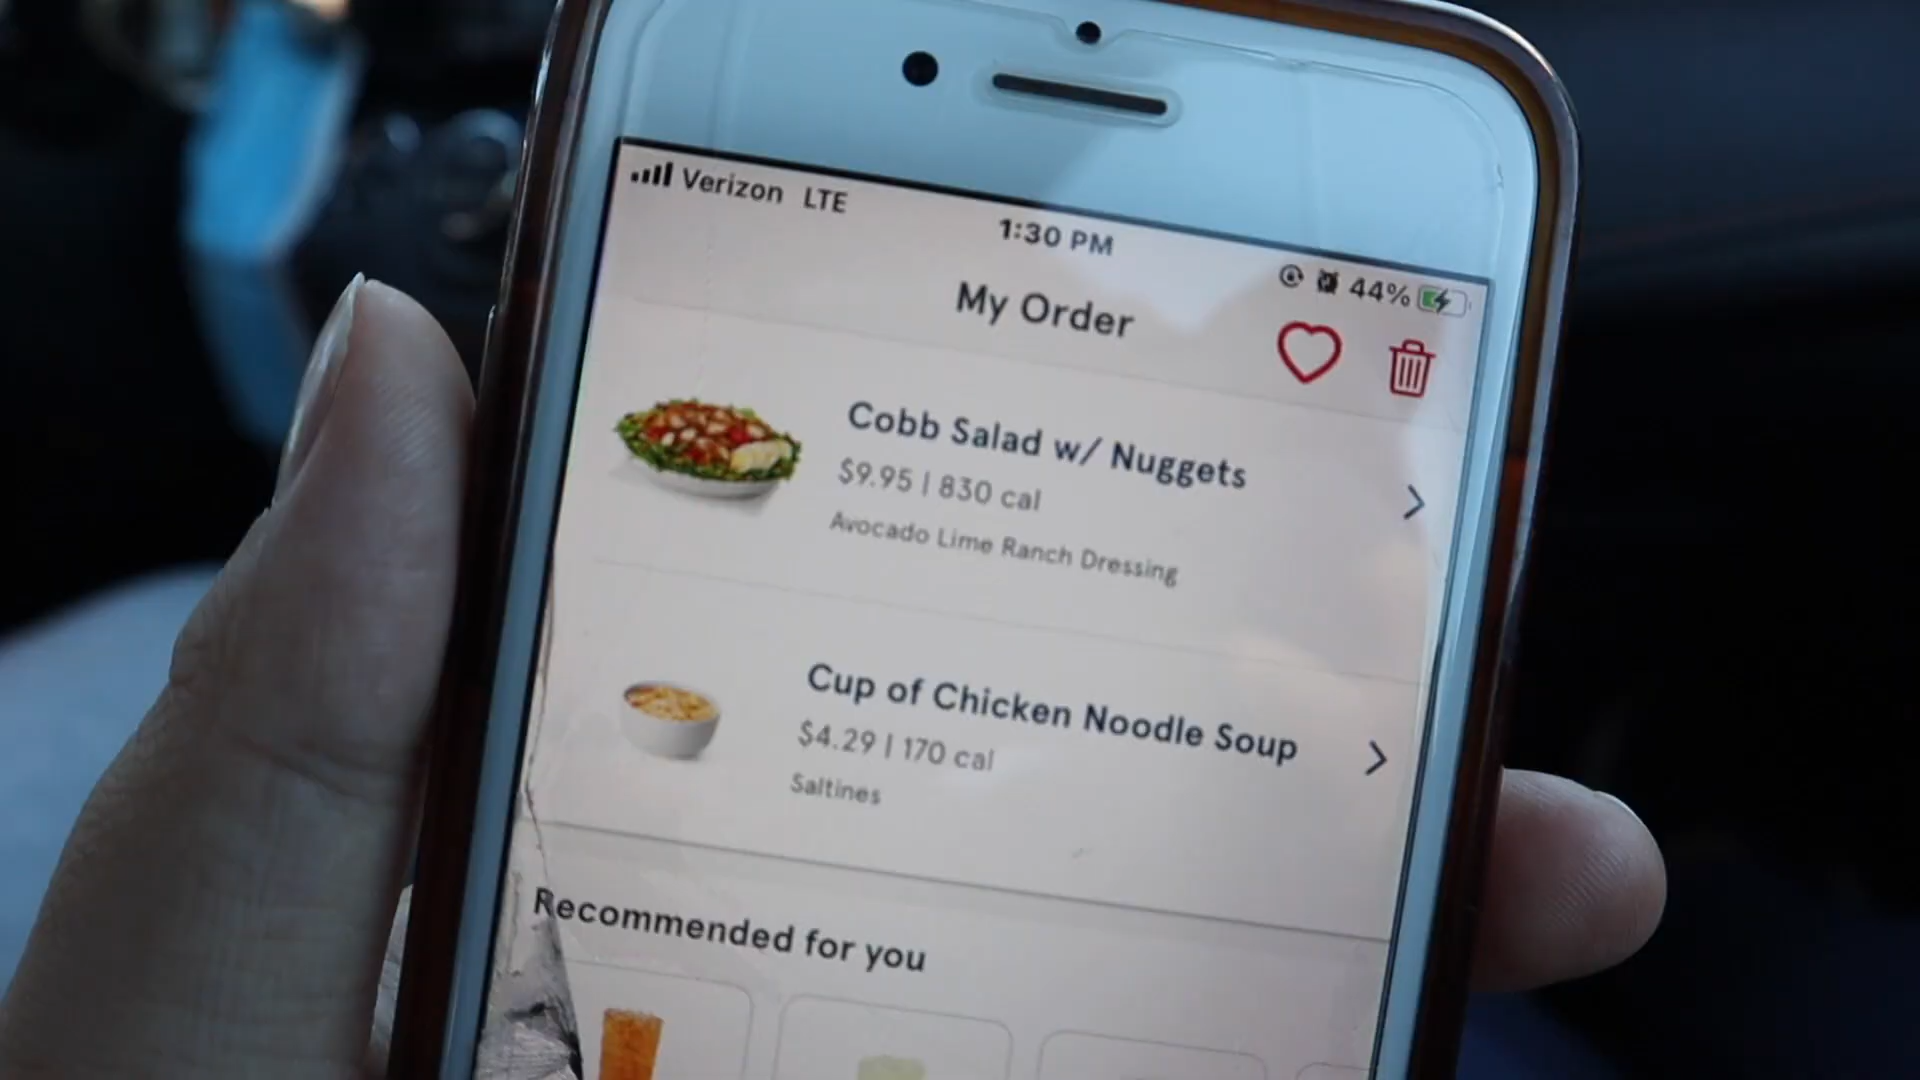 Verizon LTE
1:30 PM
44%
My Order
Cobb Salad w/ Nuggets
$9.95 | 830 cal
Avocado Lime Ranch Dressing
Cup of Chicken Noodle Soup
$4.29 | 170 cal
Saltines
Recommended for you